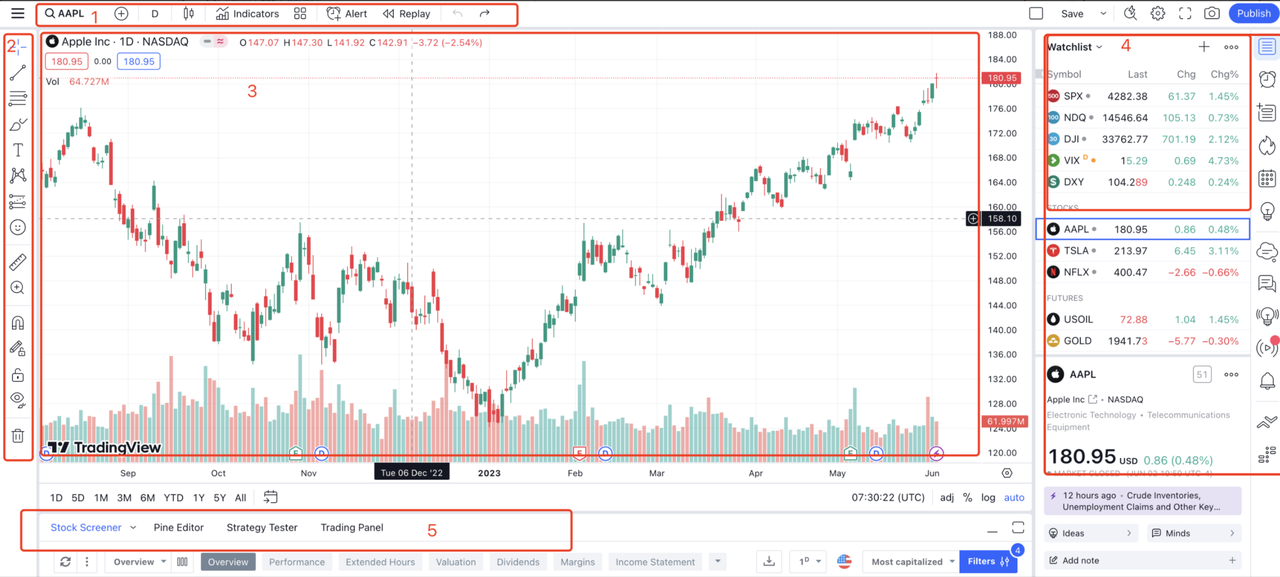 AAPL 1 D Indicators Alert Replay Save Publish
2
Apple Inc · 1D · NASDAQ O147.07 H147.30 L141.92 C142.91 −3.72 (−2.54%)
180.95 0.00 180.95
Vol 64.727M
3
188.00
184.00
180.95
180.00
176.00
172.00
168.00
164.00
160.00
158.10
156.00
152.00
148.00
144.00
140.00
136.00
132.00
128.00
61.997M
124.00
120.00
TradingView
D E D E D E D
Sep Oct Nov Tue 06 Dec '22 2023 Feb Mar Apr May Jun
1D 5D 1M 3M 6M YTD 1Y 5Y All 07:30:22 (UTC) adj % log auto
Stock Screener Pine Editor Strategy Tester Trading Panel 5
Overview Overview Performance Extended Hours Valuation Dividends Margins Income Statement 1D Most capitalized Filters 4
Watchlist 4
Symbol Last Chg Chg%
500 SPX 4282.38 61.37 1.45%
100 NDQ 14546.64 105.13 0.73%
30 DJI 33762.77 701.19 2.12%
VIX D 15.29 0.69 4.73%
$ DXY 104.289 0.248 0.24%
STOCKS
AAPL 180.95 0.86 0.48%
TSLA 213.97 6.45 3.11%
NFLX 400.47 −2.66 −0.66%
FUTURES
USOIL 72.88 1.04 1.45%
GOLD 1941.73 −5.77 −0.30%
AAPL 51
Apple Inc · NASDAQ
Electronic Technology · Telecommunications
Equipment
180.95 USD 0.86 (0.48%)
12 hours ago · Crude Inventories,
Unemployment Claims and Other Key...
Ideas Minds
Add note